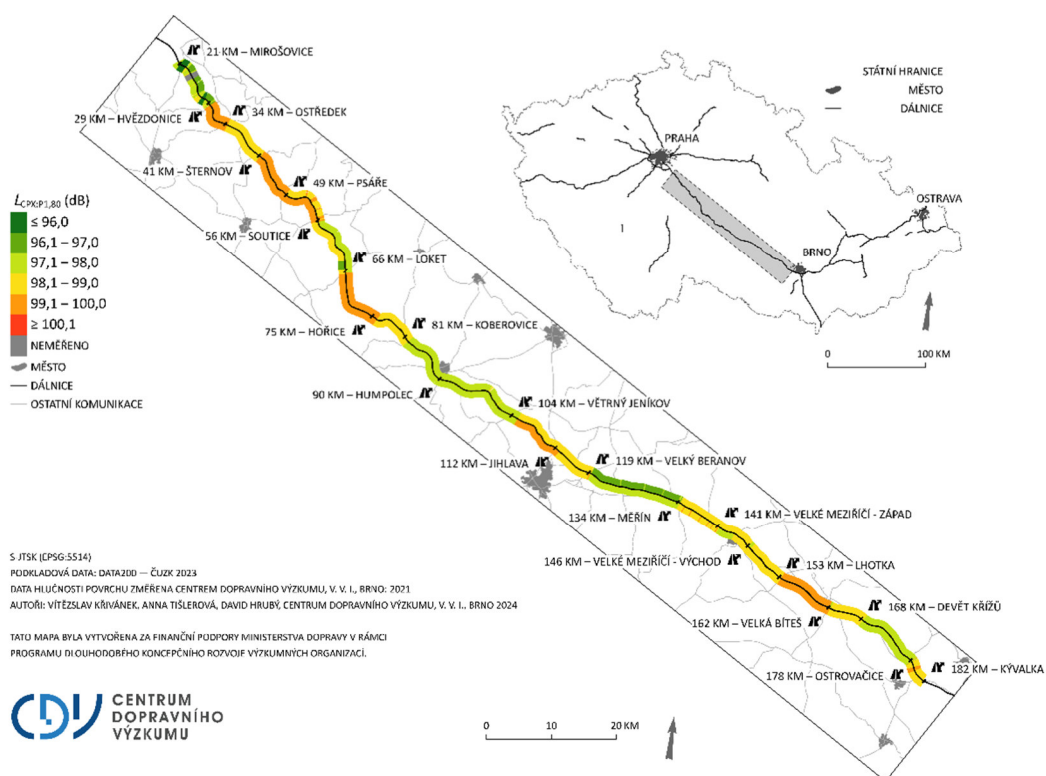 21 KM – MIROŠOVICE
34 KM – OSTŘEDEK
29 KM – HVĚZDONICE
41 KM – ŠTERNOV
49 KM – PSÁŘE
56 KM – SOUTICE
66 KM – LOKET
75 KM – HOŘICE
81 KM – KOBEROVICE
90 KM – HUMPOLEC
104 KM – VĚTRNÝ JENÍKOV
112 KM – JIHLAVA
119 KM – VELKÝ BERANOV
134 KM – MĚŘÍN
141 KM – VELKÉ MEZIŘÍČÍ - ZÁPAD
146 KM – VELKÉ MEZIŘÍČÍ - VÝCHOD
153 KM – LHOTKA
162 KM – VELKÁ BÍTEŠ
168 KM – DEVĚT KŘÍŽŮ
178 KM – OSTROVAČICE
182 KM – KÝVALKA
STÁTNÍ HRANICE
MĚSTO
DÁLNICE
PRAHA
OSTRAVA
BRNO
0 100 KM
LCPX:P1,80 (dB)
≤ 96,0
96,1 – 97,0
97,1 – 98,0
98,1 – 99,0
99,1 – 100,0
≥ 100,1
NEMĚŘENO
MĚSTO
DÁLNICE
OSTATNÍ KOMUNIKACE
S JTSK (EPSG:5514)
PODKLADOVÁ DATA: DATA200 — ČÚZK 2023
DATA HLUČNOSTI POVRCHU ZMĚŘENA CENTREM DOPRAVNÍHO VÝZKUMU, V. V. I., BRNO: 2021
AUTOŘI: VÍTĚZSLAV KŘIVÁNEK, ANNA TIŠLEROVÁ, DAVID HRUBÝ, CENTRUM DOPRAVNÍHO VÝZKUMU, V. V. I., BRNO 2024
TATO MAPA BYLA VYTVOŘENA ZA FINANČNÍ PODPORY MINISTERSTVA DOPRAVY V RÁMCI
PROGRAMU DLOUHODOBÉHO KONCEPČNÍHO ROZVOJE VÝZKUMNÝCH ORGANIZACÍ.
CDV
CENTRUM
DOPRAVNÍHO
VÝZKUMU
0 10 20 KM